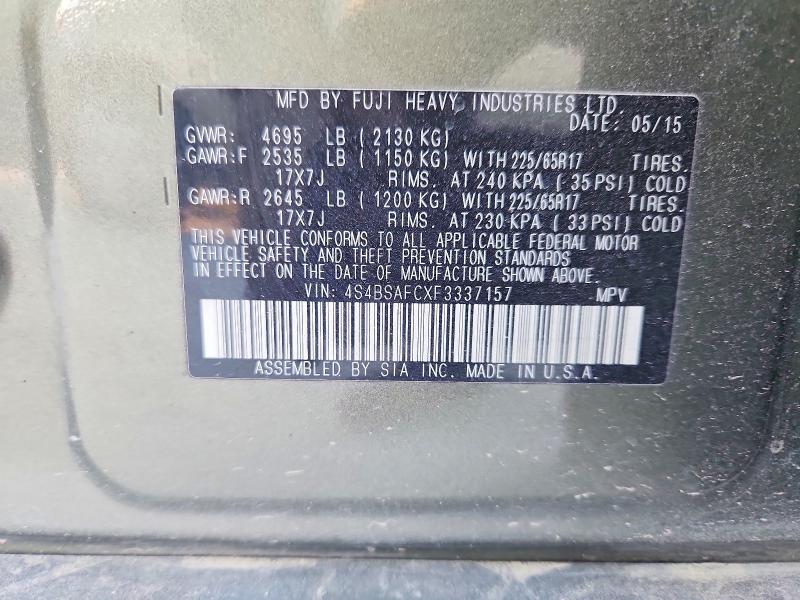 MFD BY FUJI HEAVY INDUSTRIES LTD.
DATE: 05/15
GVWR: 4695 LB (2130 KG)
GAWR:F 2535 LB (1150 KG) WITH 225/65R17 TIRES.
17X7J RIMS. AT 240 KPA (35 PSI) COLD
GAWR:R 2645 LB (1200 KG) WITH 225/65R17 TIRES.
17X7J RIMS. AT 230 KPA (33 PSI) COLD
THIS VEHICLE CONFORMS TO ALL APPLICABLE FEDERAL MOTOR
VEHICLE SAFETY AND THEFT PREVENTION STANDARDS
IN EFFECT ON THE DATE OF MANUFACTURE SHOWN ABOVE.
VIN: 4S4BSAFCXF3337157 MPV
ASSEMBLED BY SIA INC. MADE IN U.S.A.